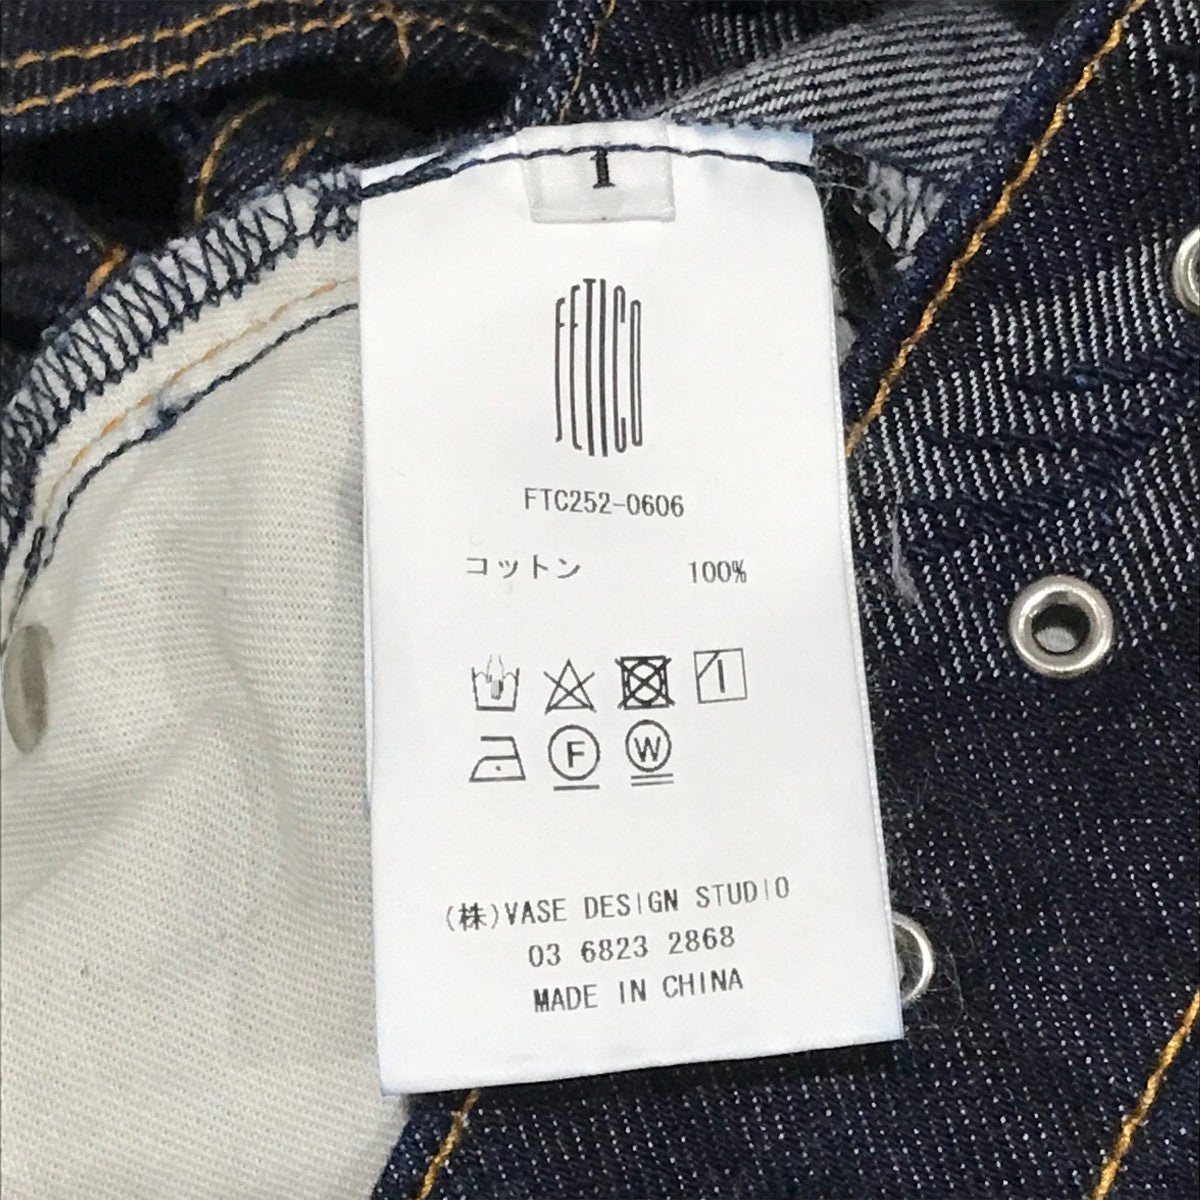 1
FETICO
FTC252-0606
コットン 100%
F W
(株)VASE DESIGN STUDIO
03 6823 2868
MADE IN CHINA